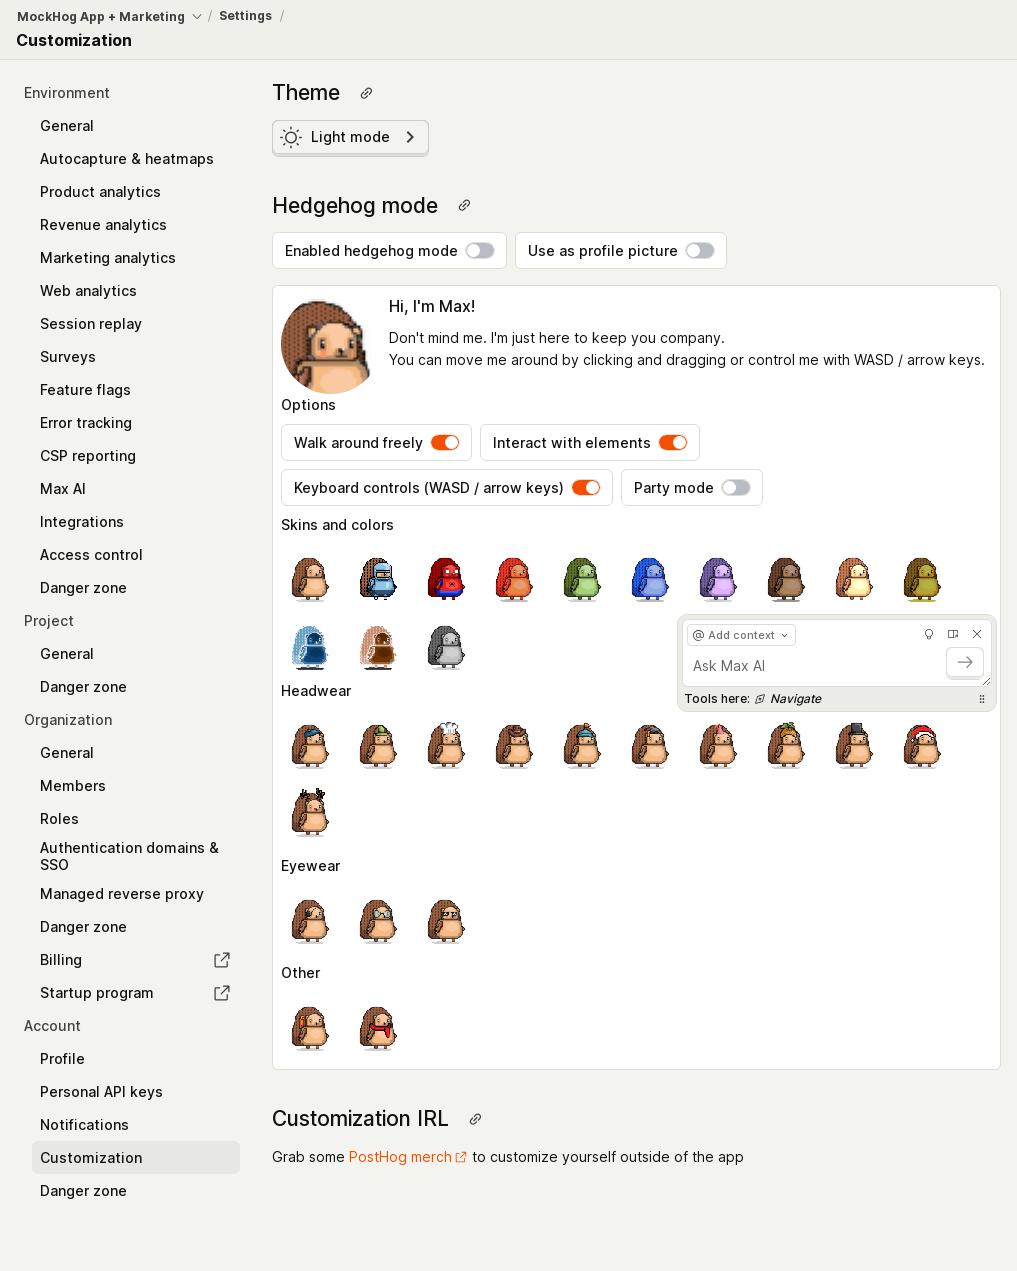 MockHog App + Marketing / Settings /
Customization
Environment
General
Autocapture & heatmaps
Product analytics
Revenue analytics
Marketing analytics
Web analytics
Session replay
Surveys
Feature flags
Error tracking
CSP reporting
Max AI
Integrations
Access control
Danger zone
Project
General
Danger zone
Organization
General
Members
Roles
Authentication domains &
SSO
Managed reverse proxy
Danger zone
Billing
Startup program
Account
Profile
Personal API keys
Notifications
Customization
Danger zone
Theme
Light mode
Hedgehog mode
Enabled hedgehog mode
Use as profile picture
Hi, I'm Max!
Don't mind me. I'm just here to keep you company.
You can move me around by clicking and dragging or control me with WASD / arrow keys.
Options
Walk around freely
Interact with elements
Keyboard controls (WASD / arrow keys)
Party mode
Skins and colors
@ Add context
Ask Max AI
Tools here: Navigate
Headwear
Eyewear
Other
Customization IRL
Grab some PostHog merch to customize yourself outside of the app